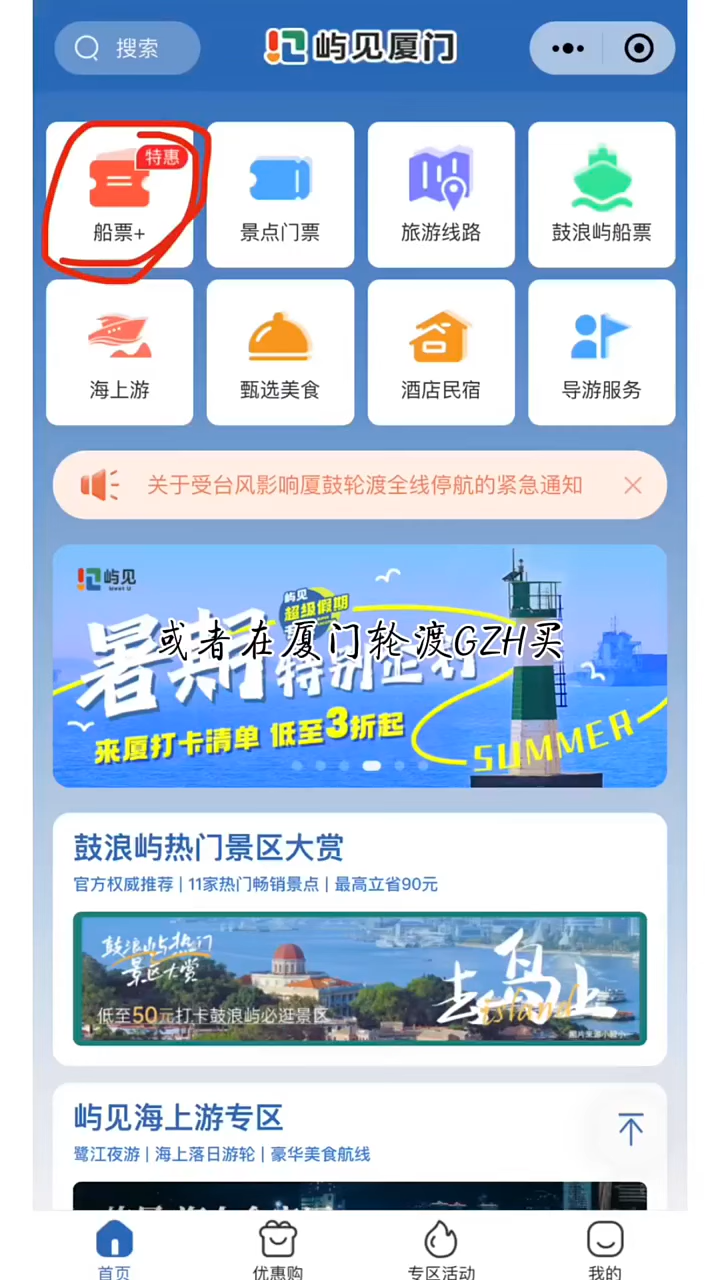 搜索
屿见厦门
特惠
船票+
景点门票
旅游线路
鼓浪屿船票
海上游
甄选美食
酒店民宿
导游服务
关于受台风影响厦鼓轮渡全线停航的紧急通知
屿见
Meet U
屿见
超级假期
暑期
特别企划
或者在厦门轮渡GZH买
来厦打卡清单 低至3折起
SUMMER
鼓浪屿热门景区大赏
官方权威推荐 | 11家热门畅销景点 | 最高立省90元
鼓浪屿热门
景区大赏
去岛上
island
低至50元打卡鼓浪屿必逛景区
屿见海上游专区
鹭江夜游 | 海上落日游轮 | 豪华美食航线
首页
优惠购
专区活动
我的